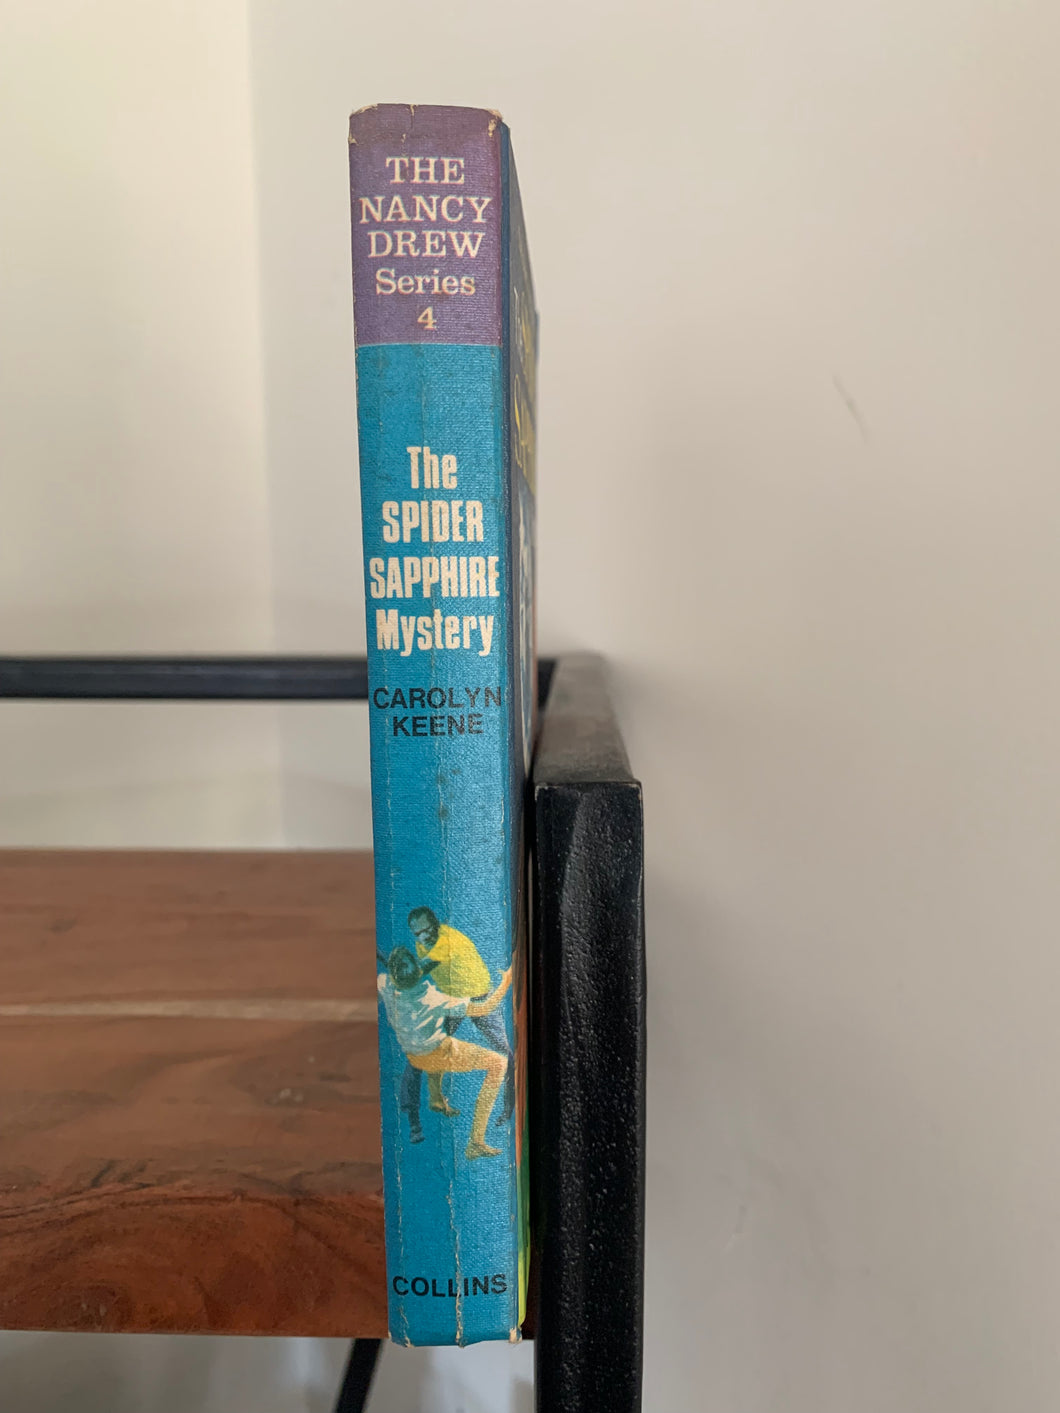 THE
NANCY
DREW
Series
4
The
SPIDER
SAPPHIRE
Mystery
CAROLYN
KEENE
COLLINS